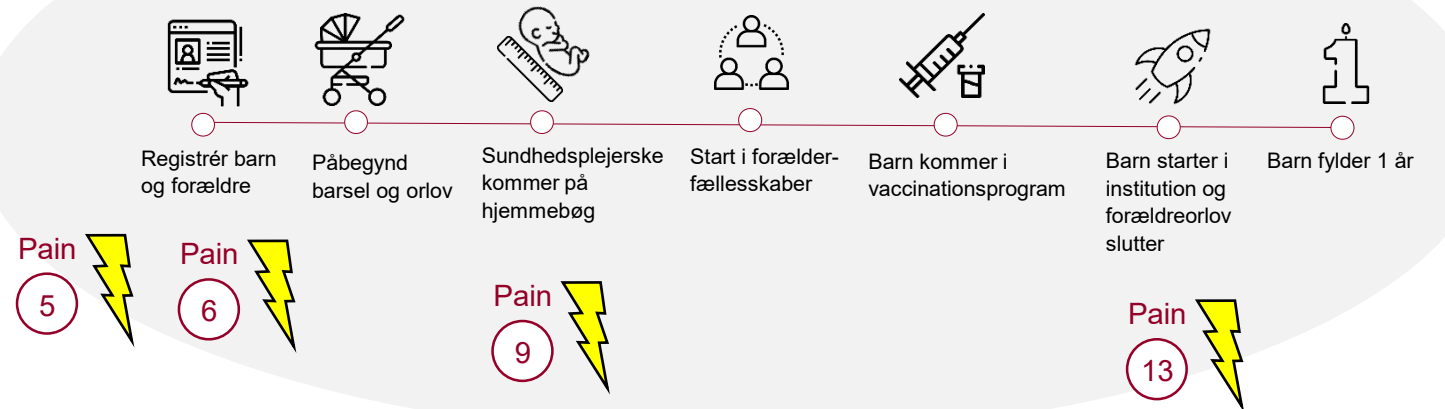 Registrér barn
og forældre
Påbegynd
barsel og orlov
Sundhedsplejerske
kommer på
hjemmebøg
Start i forælder-
fællesskaber
Barn kommer i
vaccinationsprogram
Barn starter i
institution og
forældreorlov
slutter
Barn fylder 1 år
Pain
5
Pain
6
Pain
9
Pain
13